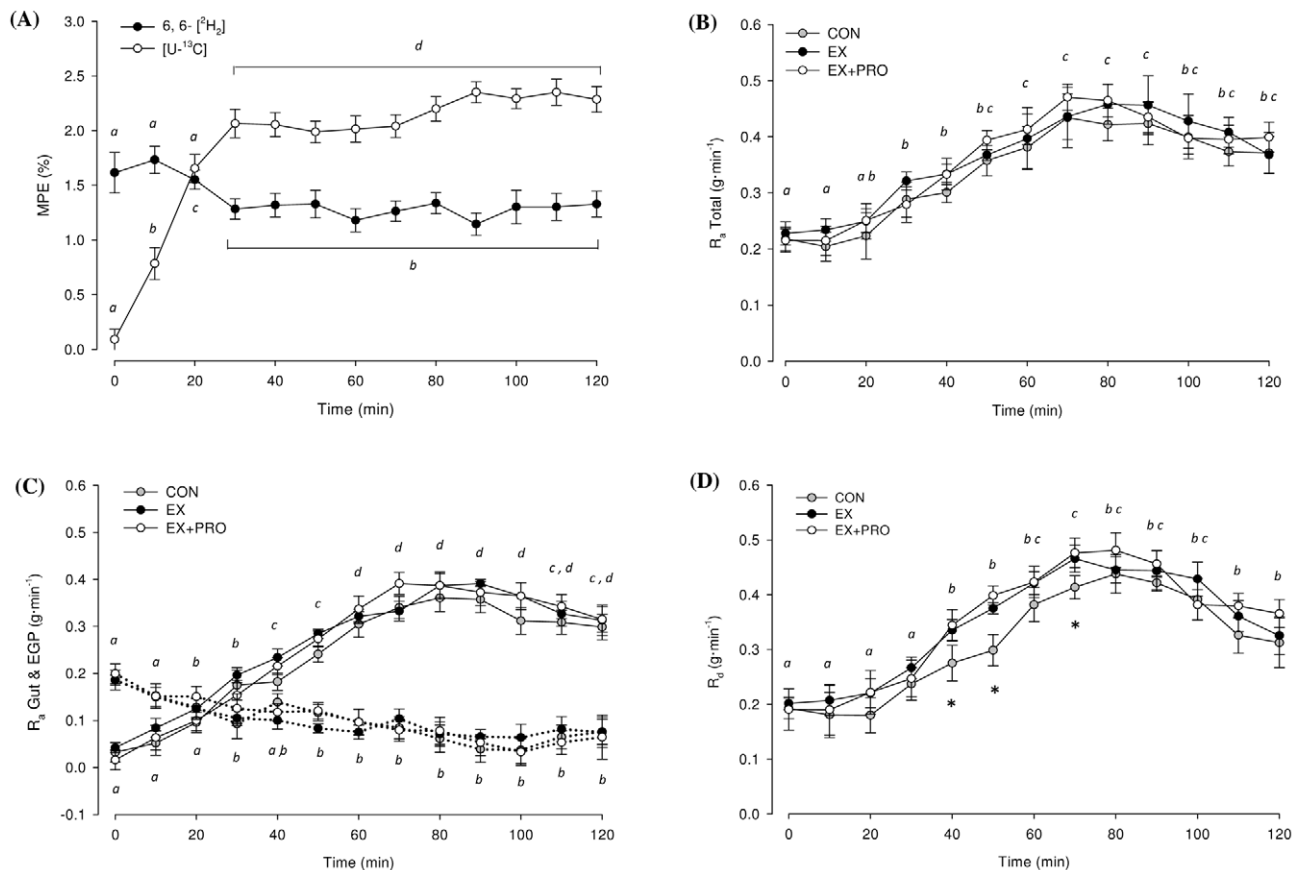 (A)
6, 6- [²H₂]
[U-¹³C]
d
3.0
2.5
2.0
1.5
1.0
0.5
0.0
MPE (%)
a a a
b c
a
b
0 20 40 60 80 100 120
Time (min)
(B)
CON
EX
EX+PRO
0.6
0.5
0.4
0.3
0.2
0.1
0.0
Rₐ Total (g·min⁻¹)
a a a b b b b c c c c c b c b c b c
0 20 40 60 80 100 120
Time (min)
(C)
CON
EX
EX+PRO
0.6
0.5
0.4
0.3
0.2
0.1
0.0
-0.1
Rₐ Gut & EGP (g·min⁻¹)
a a b b c c d d d d d c,d c,d
a a a b a,b b b b b b b b b
0 20 40 60 80 100 120
Time (min)
(D)
CON
EX
EX+PRO
0.6
0.5
0.4
0.3
0.2
0.1
0.0
R_d (g·min⁻¹)
a a a a b b b c c b c b c b c b b
* * *
0 20 40 60 80 100 120
Time (min)